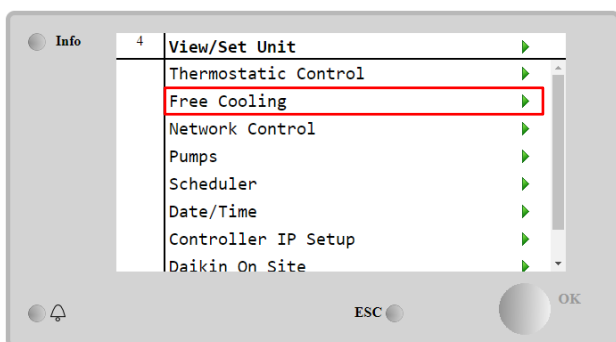 Info
4 View/Set Unit
Thermostatic Control
Free Cooling
Network Control
Pumps
Scheduler
Date/Time
Controller IP Setup
Daikin On Site
ESC
OK